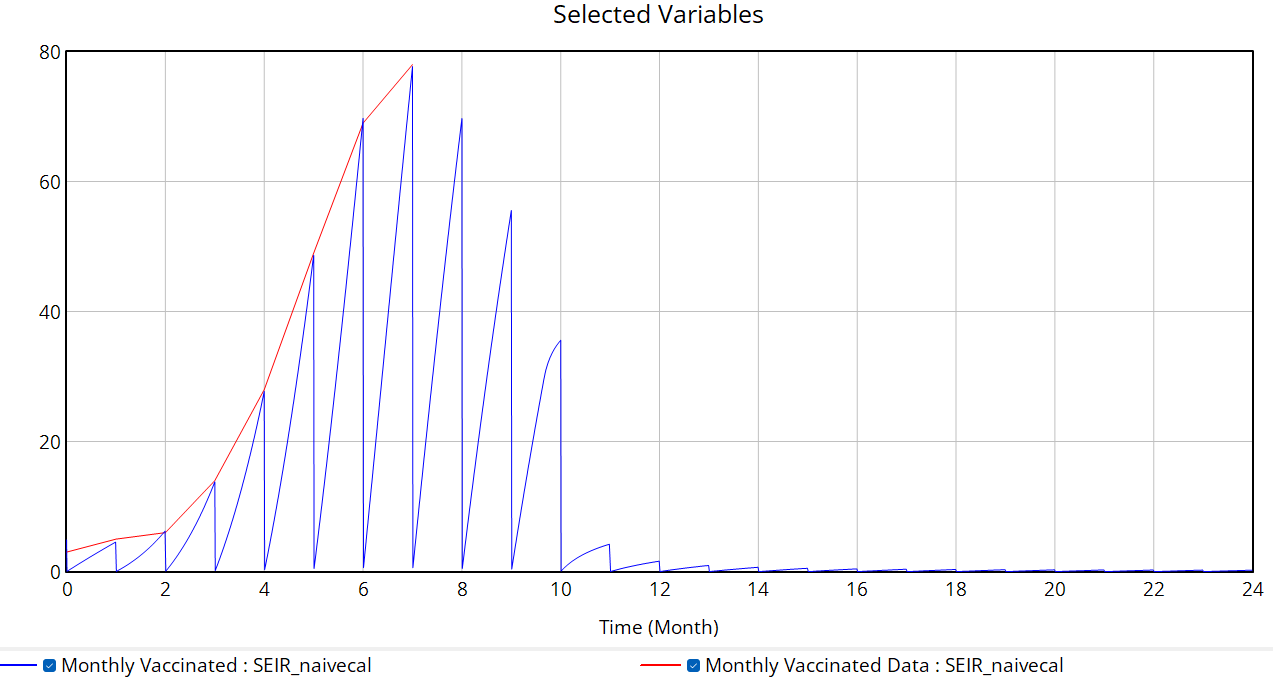 Selected Variables
80
60
40
20
0
0 2 4 6 8 10 12 14 16 18 20 22 24
Time (Month)
Monthly Vaccinated : SEIR_naivecal Monthly Vaccinated Data : SEIR_naivecal